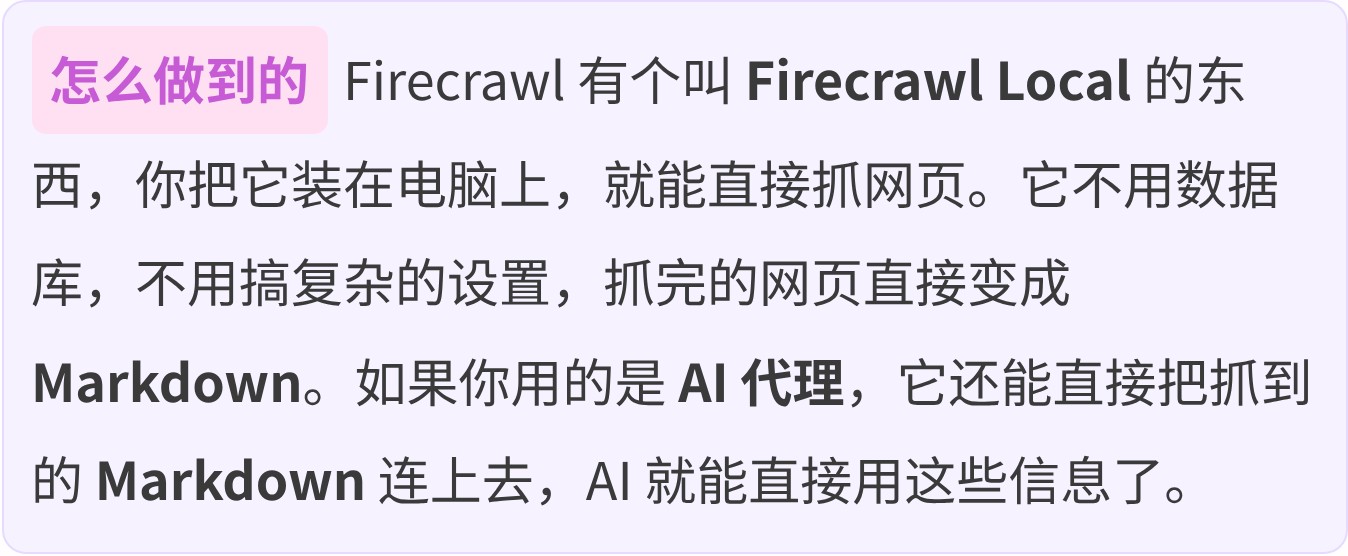 怎么做到的 Firecrawl 有个叫 Firecrawl Local 的东
西，你把它装在电脑上，就能直接抓网页。它不用数据
库，不用搞复杂的设置，抓完的网页直接变成
Markdown。如果你用的是 AI 代理，它还能直接把抓到
的 Markdown 连上去，AI 就能直接用这些信息了。